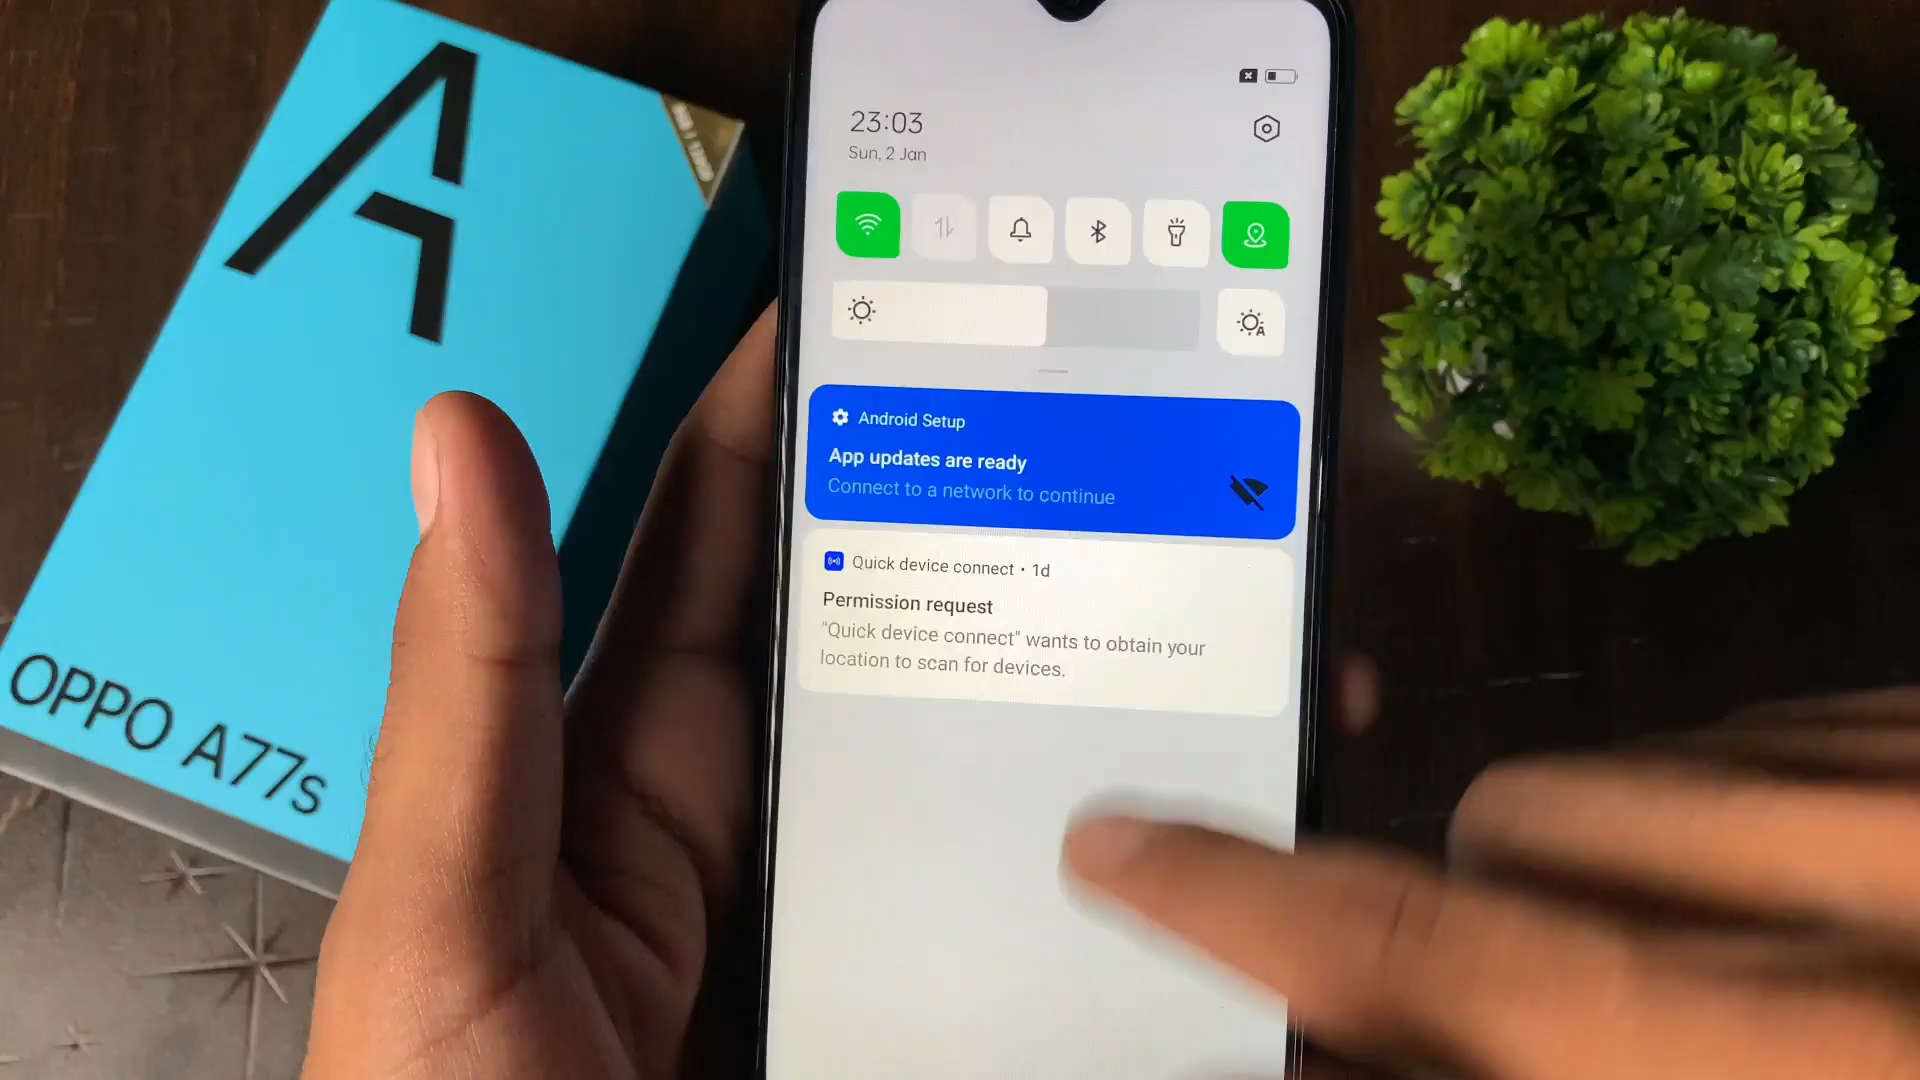 OPPO A77s
23:03
Sun, 2 Jan
Android Setup
App updates are ready
Connect to a network to continue
Quick device connect • 1d
Permission request
"Quick device connect" wants to obtain your
location to scan for devices.